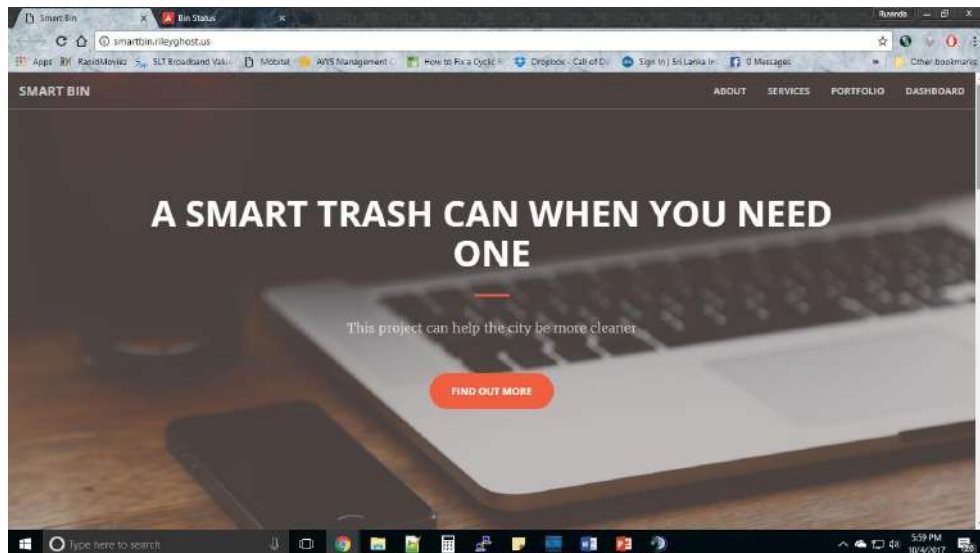 Smart Bin
Bin Status
Ruvindo
smartbin.rileyghost.us
Apps
RapidMoviez
SLT Broadband Valu
Mobitel
AWS Management C
How to Fix a Cyclic R
Dropbox - Call of Du
Sign In | Sri Lanka In
0 Messages
Other bookmarks
SMART BIN
ABOUT
SERVICES
PORTFOLIO
DASHBOARD
A SMART TRASH CAN WHEN YOU NEED
ONE
This project can help the city be more cleaner
FIND OUT MORE
Type here to search
5:59 PM
10/4/2017